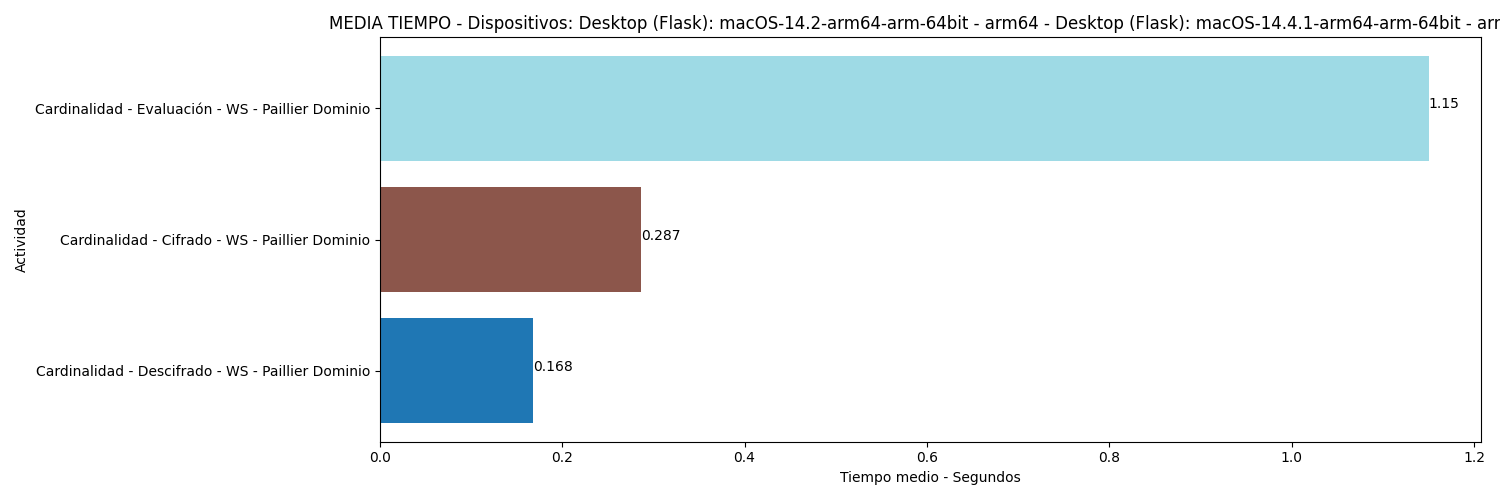 MEDIA TIEMPO - Dispositivos: Desktop (Flask): macOS-14.2-arm64-arm-64bit - arm64 - Desktop (Flask): macOS-14.4.1-arm64-arm-64bit -
Cardinalidad - Evaluación - WS - Paillier Dominio
1.15
Cardinalidad - Cifrado - WS - Paillier Dominio
0.287
Cardinalidad - Descifrado - WS - Paillier Dominio
0.168
Actividad
0.0 0.2 0.4 0.6 0.8 1.0 1.2
Tiempo medio - Segundos